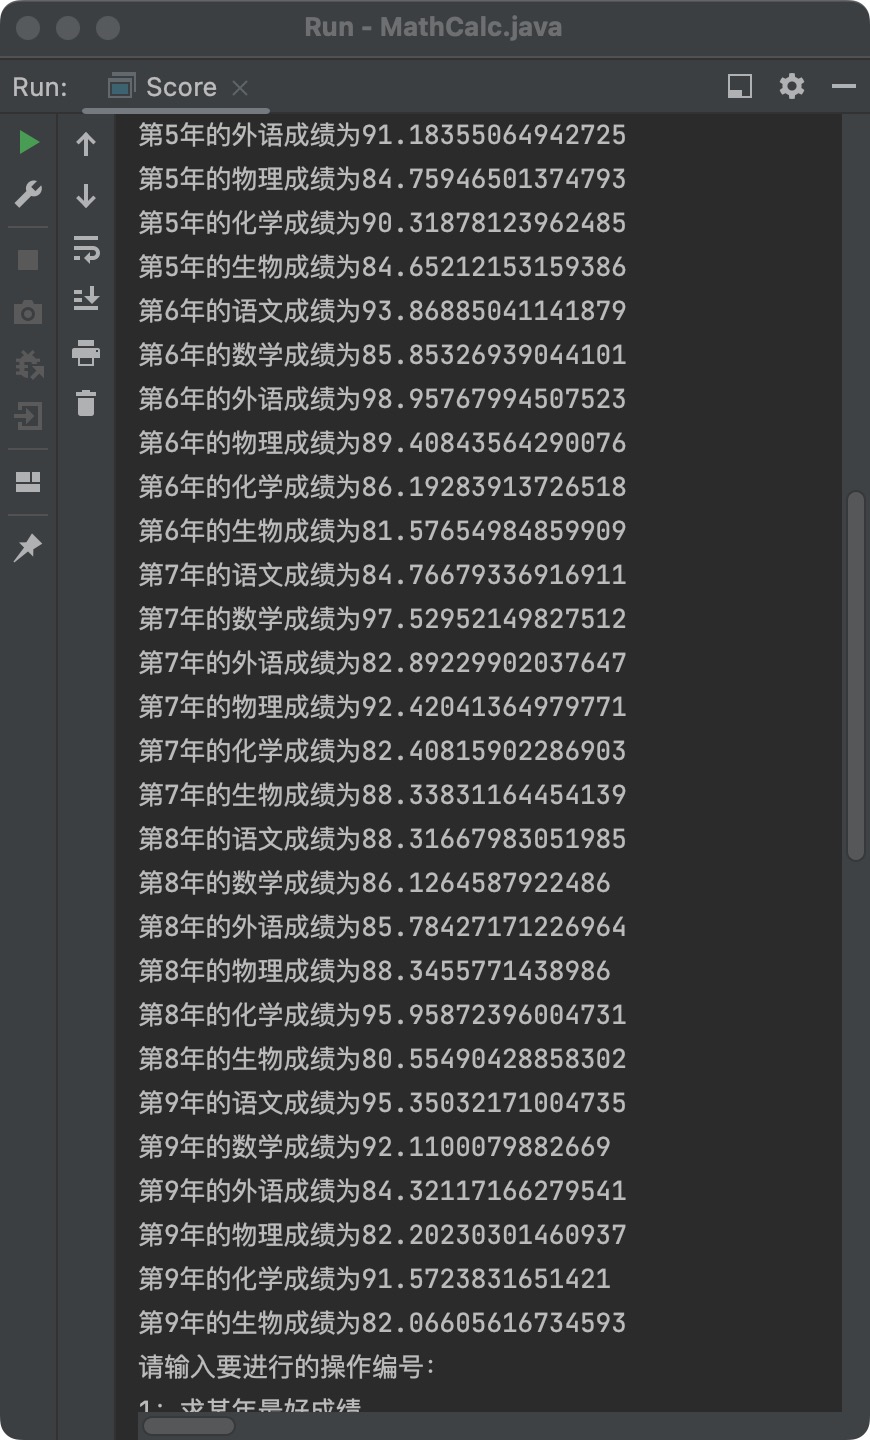 Run - MathCalc.java
Run:
Score
第5年的外语成绩为91.18355064942725
第5年的物理成绩为84.75946501374793
第5年的化学成绩为90.31878123962485
第5年的生物成绩为84.65212153159386
第6年的语文成绩为93.86885041141879
第6年的数学成绩为85.85326939044101
第6年的外语成绩为98.95767994507523
第6年的物理成绩为89.40843564290076
第6年的化学成绩为86.19283913726518
第6年的生物成绩为81.57654984859909
第7年的语文成绩为84.76679336916911
第7年的数学成绩为97.52952149827512
第7年的外语成绩为82.89229902037647
第7年的物理成绩为92.42041364979771
第7年的化学成绩为82.40815902286903
第7年的生物成绩为88.33831164454139
第8年的语文成绩为88.31667983051985
第8年的数学成绩为86.1264587922486
第8年的外语成绩为85.78427171226964
第8年的物理成绩为88.3455771438986
第8年的化学成绩为95.95872396004731
第8年的生物成绩为80.55490428858302
第9年的语文成绩为95.35032171004735
第9年的数学成绩为92.1100079882669
第9年的外语成绩为84.32117166279541
第9年的物理成绩为82.20230301460937
第9年的化学成绩为91.5723831651421
第9年的生物成绩为82.06605616734593
请输入要进行的操作编号：
1：求某年最好成绩